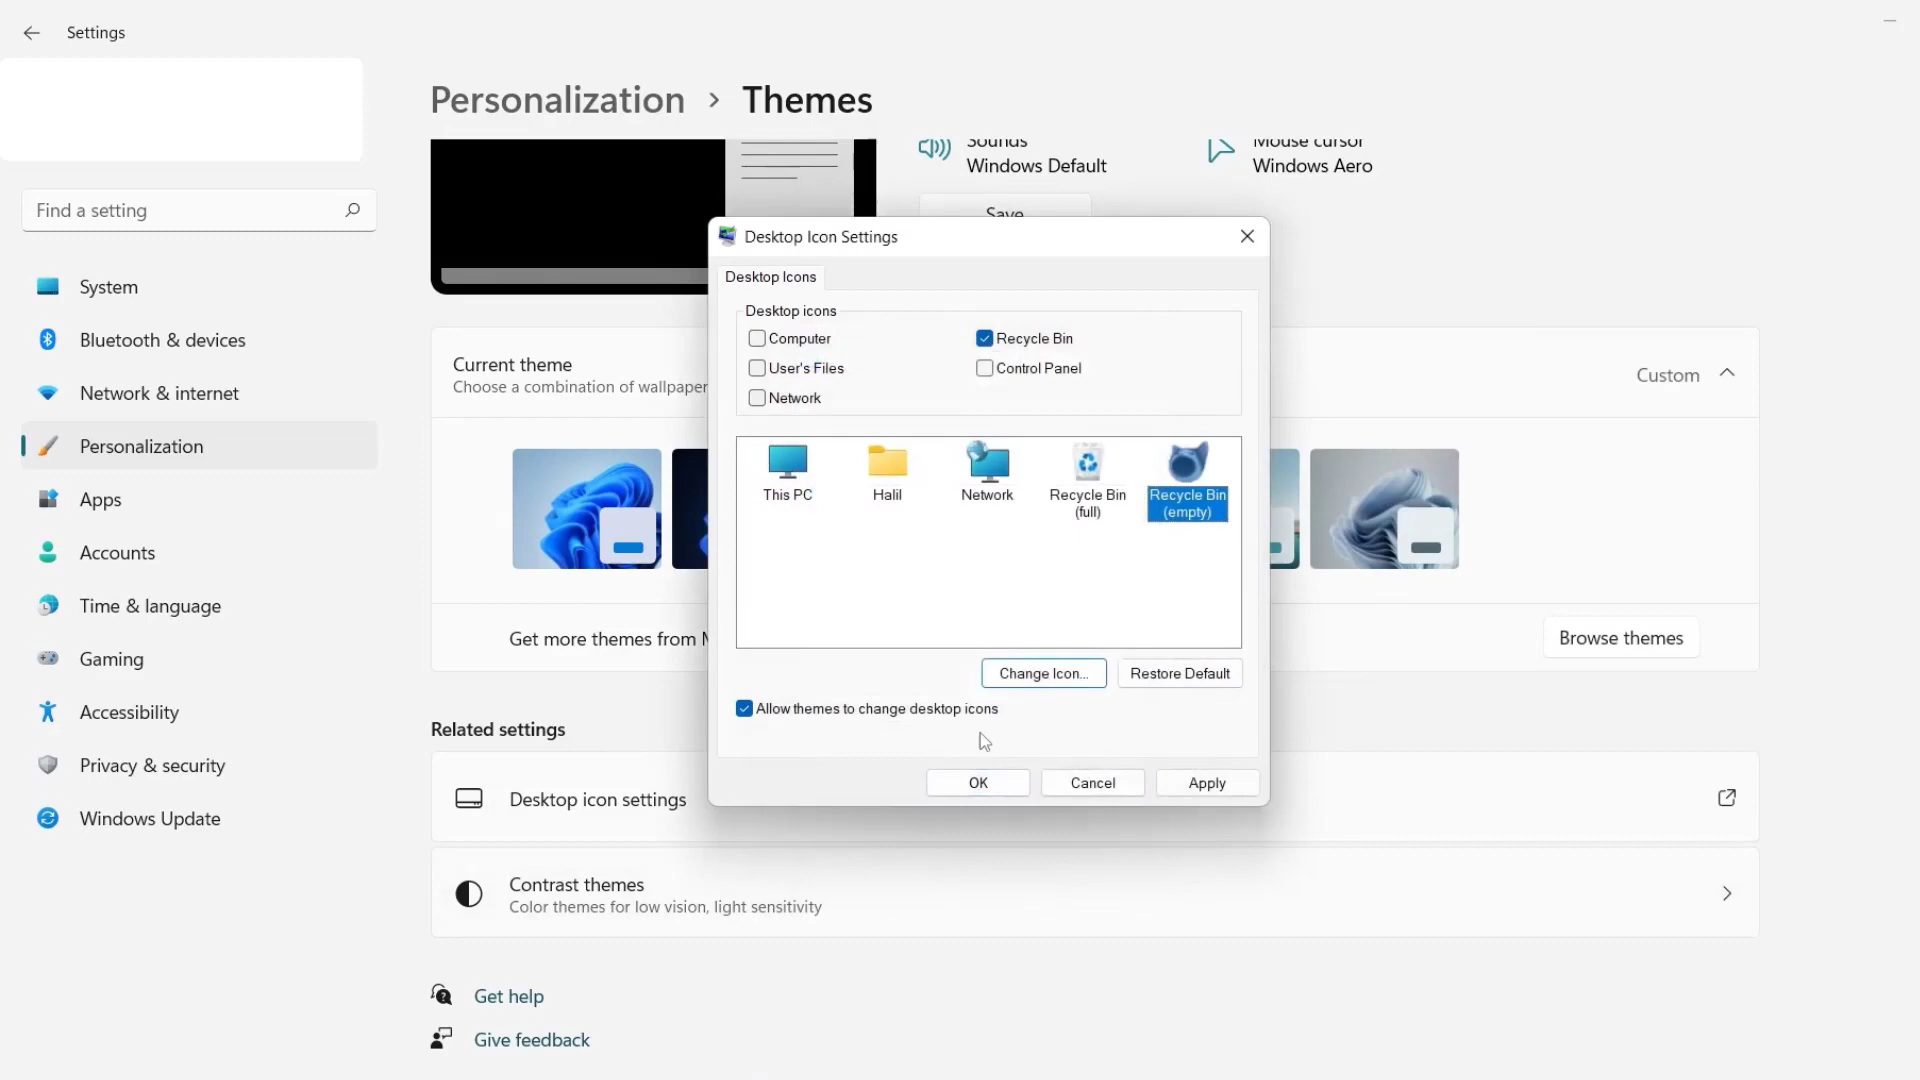 Settings
Personalization > Themes
Sounds
Windows Default
Mouse cursor
Windows Aero
Save
Find a setting
System
Bluetooth & devices
Network & internet
Personalization
Apps
Accounts
Time & language
Gaming
Accessibility
Privacy & security
Windows Update
Current theme
Choose a combination of wallpaper
Custom
Get more themes from M
Browse themes
Related settings
Desktop icon settings
Contrast themes
Color themes for low vision, light sensitivity
Get help
Give feedback
Desktop Icon Settings
Desktop Icons
Desktop icons
Computer
Recycle Bin
User's Files
Control Panel
Network
This PC
Halil
Network
Recycle Bin
(full)
Recycle Bin
(empty)
Change Icon...
Restore Default
Allow themes to change desktop icons
OK
Cancel
Apply